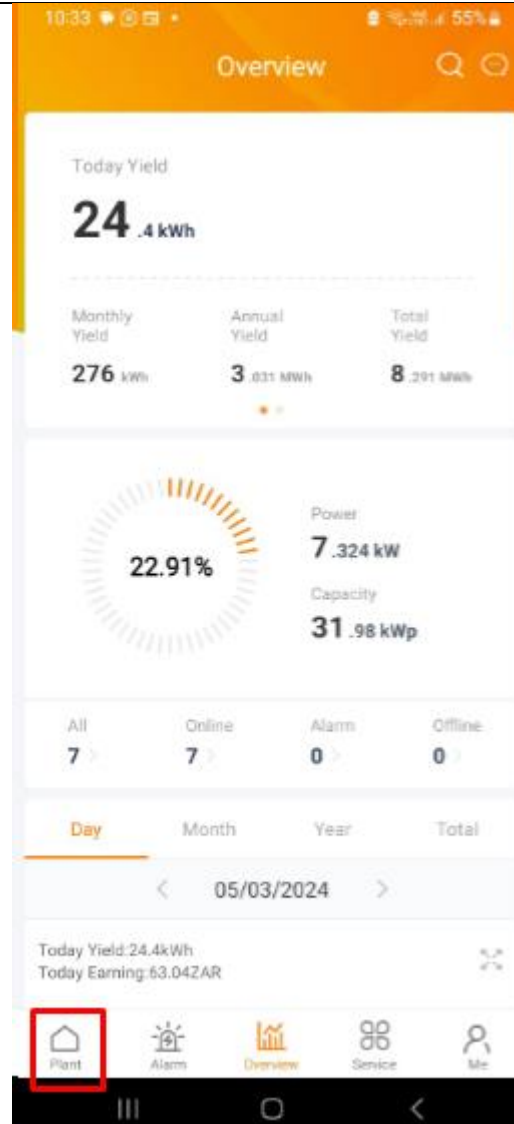 10:33 55%
Overview
Today Yield
24.4 kWh
Monthly Yield
Annual Yield
Total Yield
276 kWh
3.031 MWh
8.291 MWh
22.91%
Power
7.324 kW
Capacity
31.98 kWp
All Online Alarm Offline
7 7 0 0
Day Month Year Total
05/03/2024
Today Yield:24.4kWh
Today Earning:63.04ZAR
Plant Alarm Overview Service Me